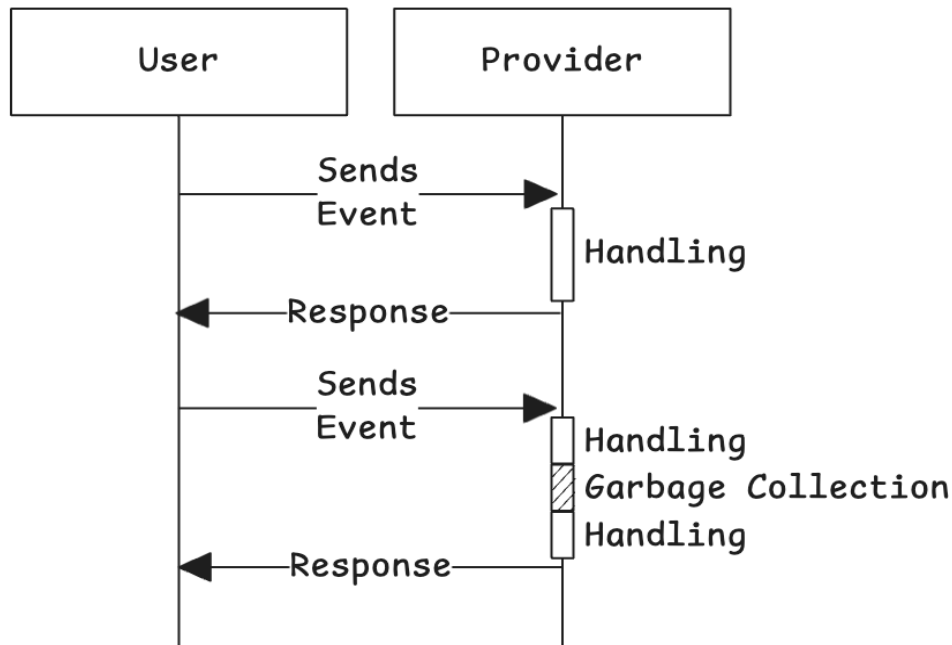 User
Provider
Sends
Event
Handling
Response
Sends
Event
Handling
Garbage Collection
Handling
Response